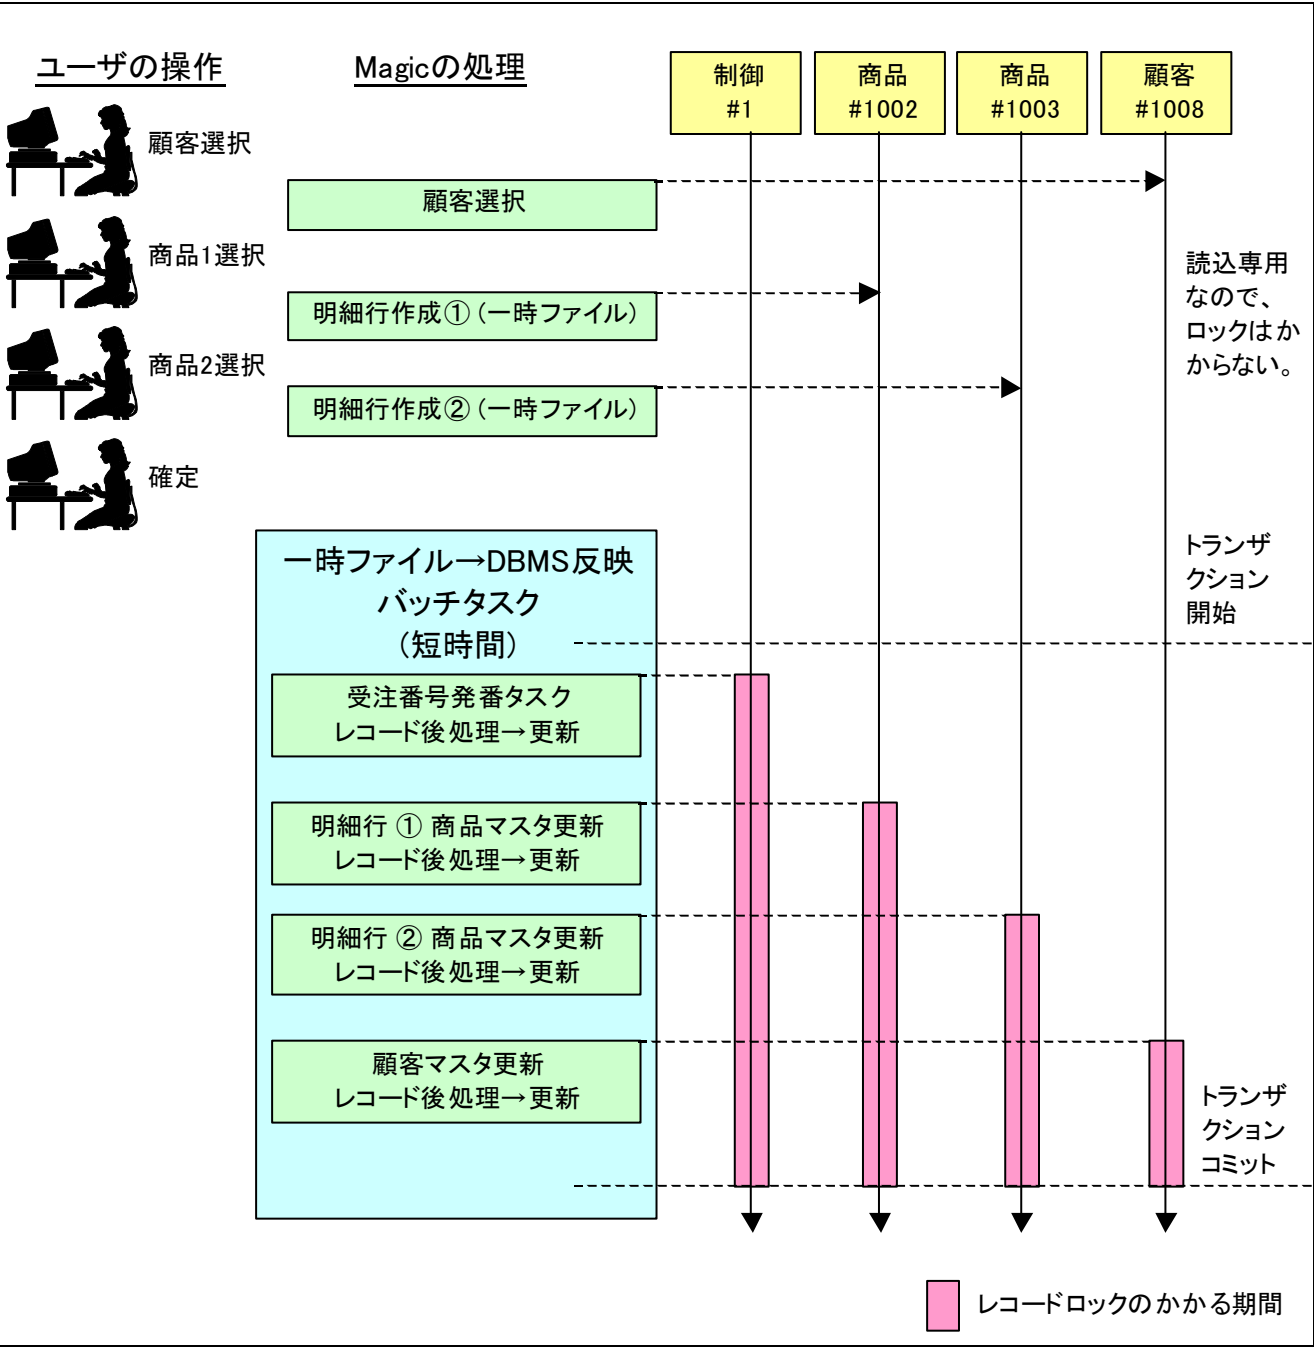 ユーザの操作
Magicの処理
制御
#1
商品
#1002
商品
#1003
顧客
#1008
顧客選択
顧客選択
商品1選択
明細行作成①(一時ファイル)
商品2選択
明細行作成②(一時ファイル)
読込専用
なので、
ロックはか
からない。
確定
一時ファイル→DBMS反映
バッチタスク
(短時間)
トランザ
クション
開始
受注番号発番タスク
レコード後処理→更新
明細行 ① 商品マスタ更新
レコード後処理→更新
明細行 ② 商品マスタ更新
レコード後処理→更新
顧客マスタ更新
レコード後処理→更新
トランザ
クション
コミット
レコードロックのかかる期間